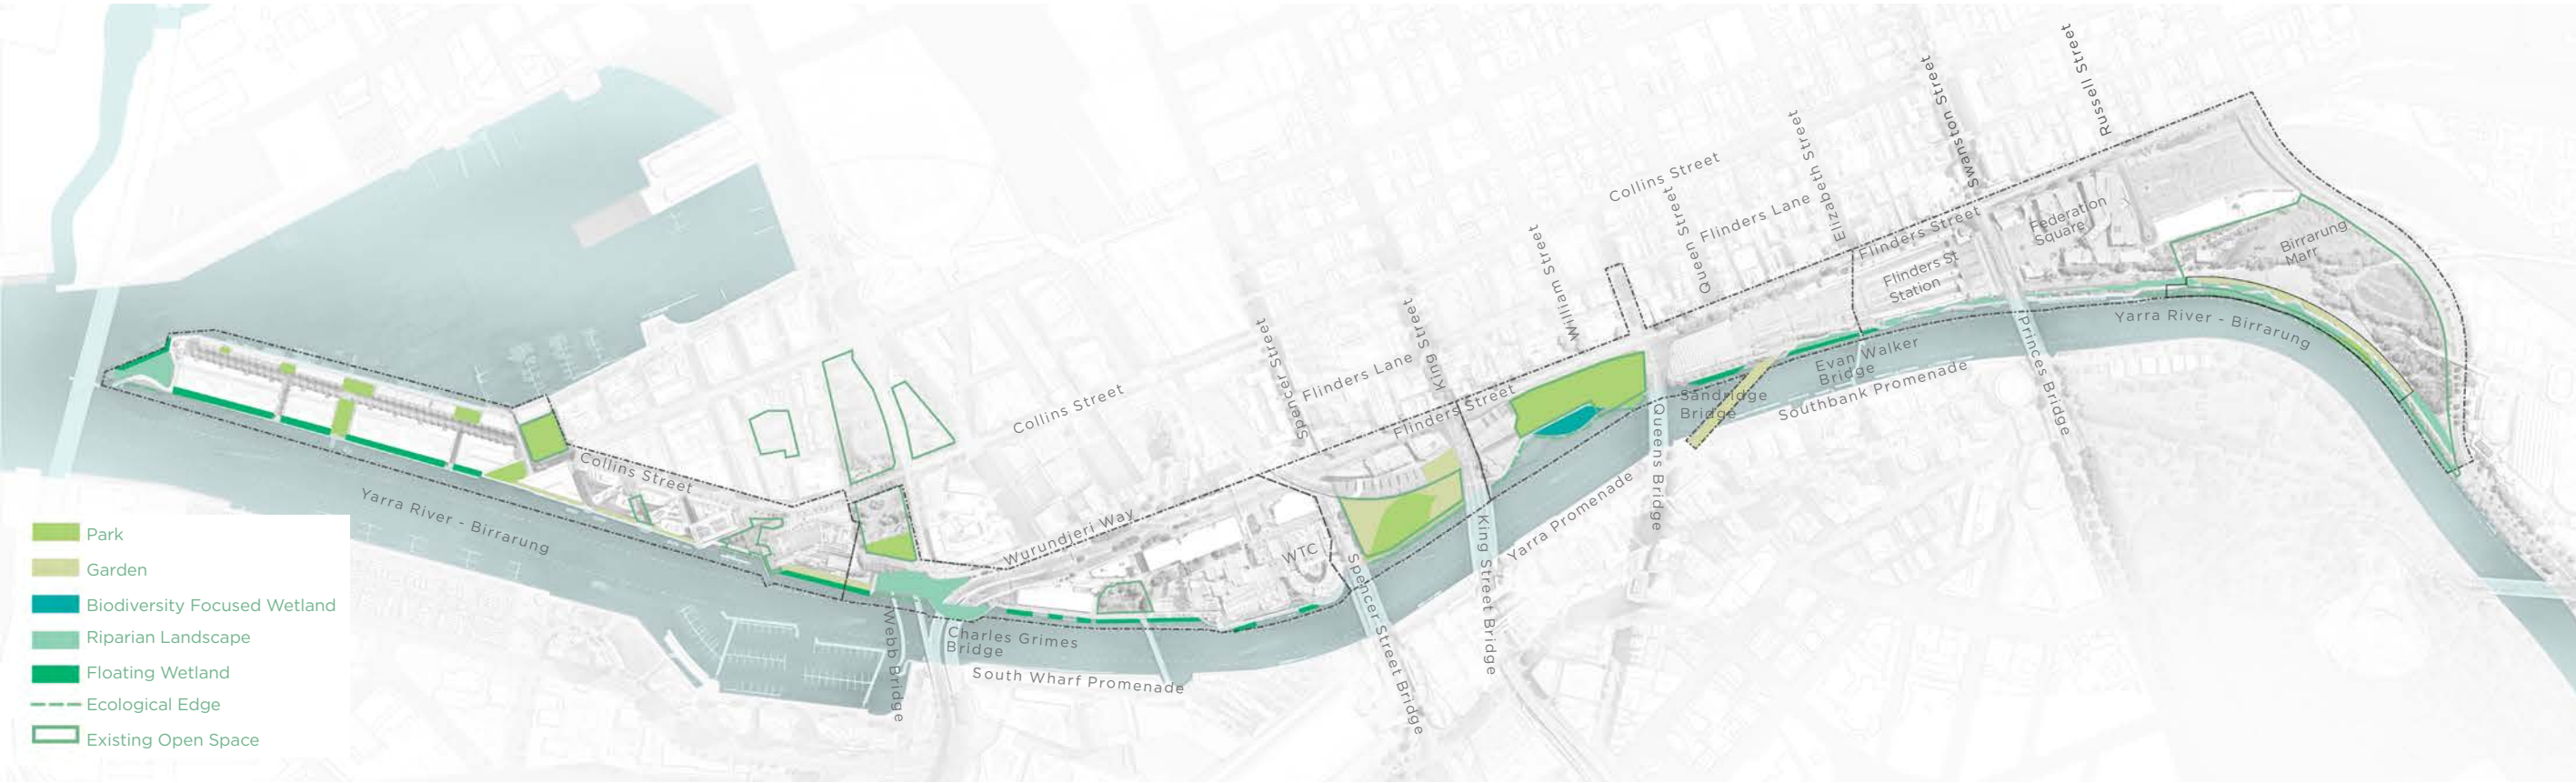 Russell Street
Swanston Street
Elizabeth Street
Collins Street
Queen Street
Flinders Lane
Flinders Street
Federation
Square
Flinders St
Station
Birrarung
Marr
William Street
King Street
Spencer Street
Flinders Lane
Flinders Street
Collins Street
Yarra River - Birrarung
Princes Bridge
Evan Walker
Bridge
Southbank Promenade
Sandridge
Bridge
Queens Bridge
Yarra Promenade
King Street Bridge
Spencer Street Bridge
WTC
Wurundjeri Way
Collins Street
Yarra River - Birrarung
Webb Bridge
Charles Grimes
Bridge
South Wharf Promenade
Park
Garden
Biodiversity Focused Wetland
Riparian Landscape
Floating Wetland
Ecological Edge
Existing Open Space